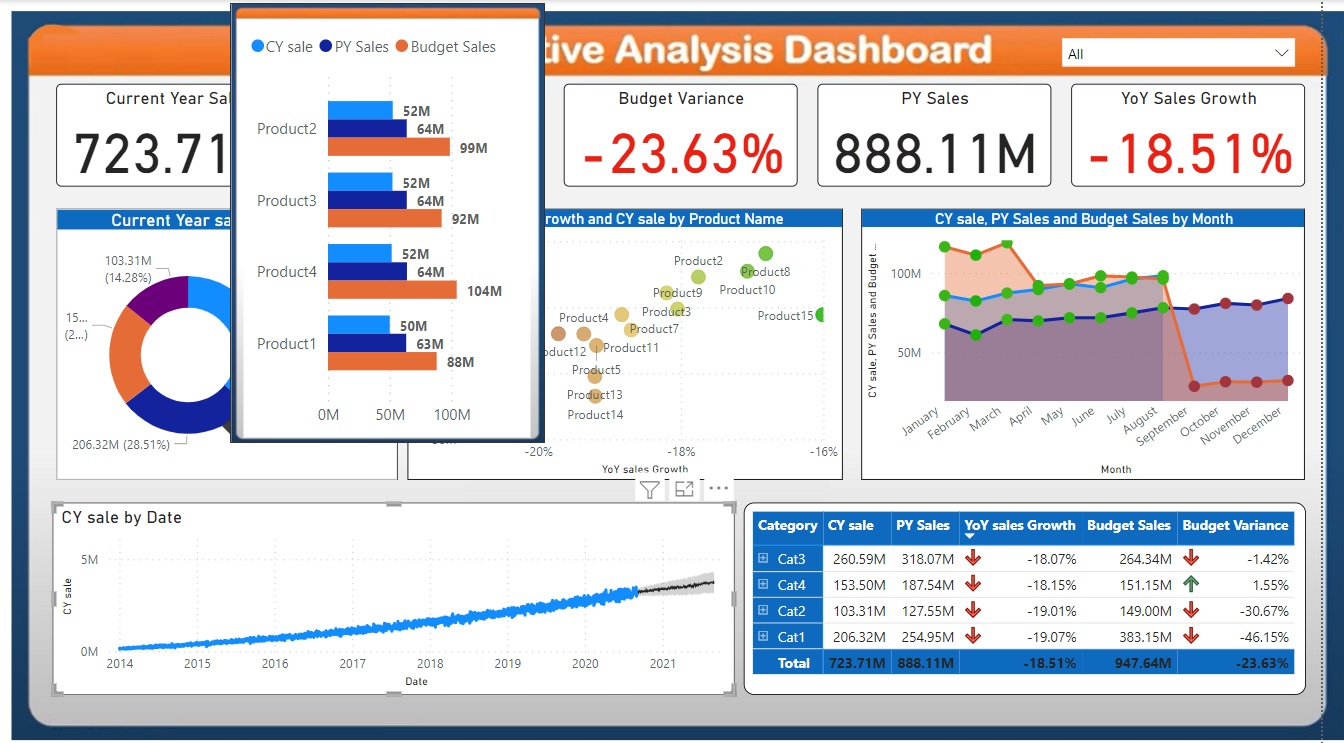 tive Analysis Dashboard
All
CY sale PY Sales Budget Sales
Product2
52M
64M
99M
Product3
52M
64M
92M
Product4
52M
64M
104M
Product1
50M
63M
88M
0M 50M 100M
Current Year Sal
723.71
Budget Variance
-23.63%
PY Sales
888.11M
YoY Sales Growth
-18.51%
Current Year sa
103.31M
(14.28%)
15...
(2...)
206.32M (28.51%)
rowth and CY sale by Product Name
Product2
Product8
Product10
Product9
Product3
Product15
Product4
Product7
oduct12
Product11
Product5
Product13
Product14
-20% -18% -16%
YoY sales Growth
CY sale, PY Sales and Budget Sales by Month
CY sale, PY Sales and Budget ...
100M
50M
January February March April May June July August September October November December
Month
CY sale by Date
CY sale
5M
0M
2014 2015 2016 2017 2018 2019 2020 2021
Date
Category CY sale PY Sales YoY sales Growth Budget Sales Budget Variance
Cat3 260.59M 318.07M -18.07% 264.34M -1.42%
Cat4 153.50M 187.54M -18.15% 151.15M 1.55%
Cat2 103.31M 127.55M -19.01% 149.00M -30.67%
Cat1 206.32M 254.95M -19.07% 383.15M -46.15%
Total 723.71M 888.11M -18.51% 947.64M -23.63%